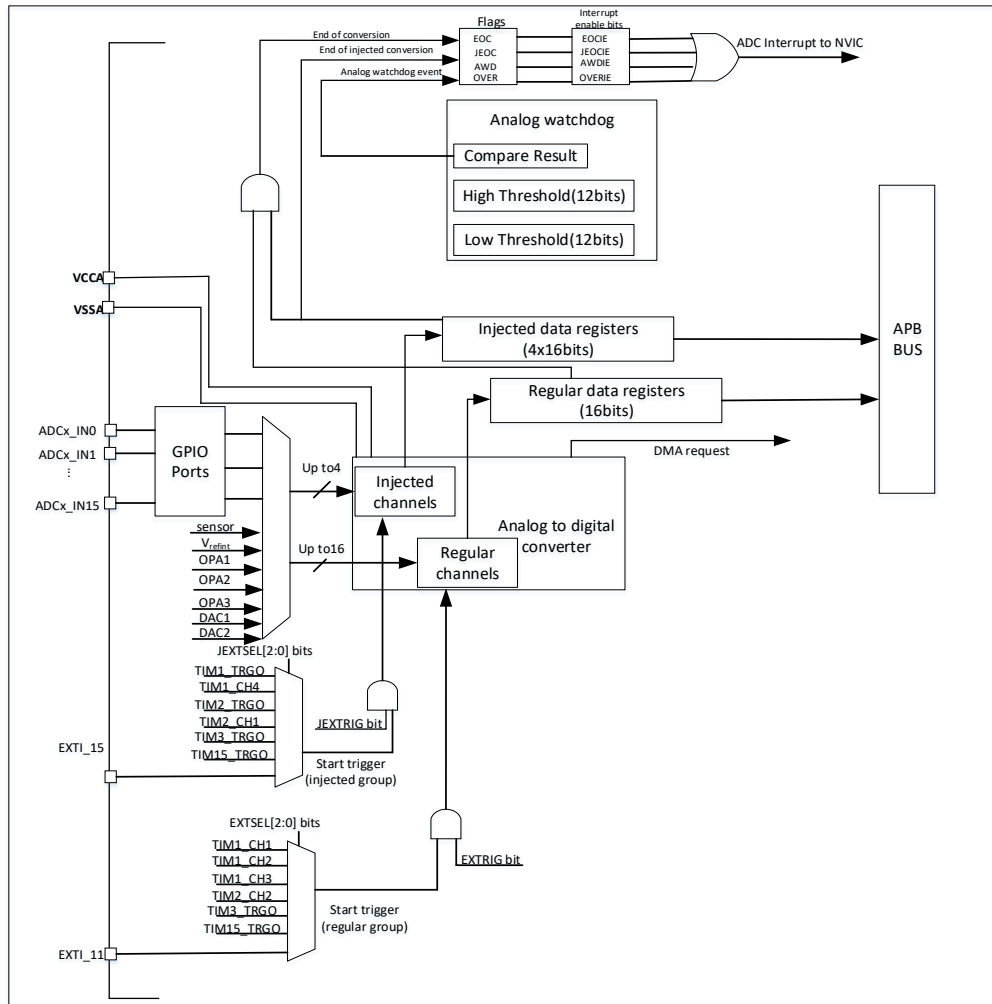 Flags
Interrupt
enable bits
End of conversion
EOC
EOCIE
End of injected conversion
JEOC
JEOCIE
ADC Interrupt to NVIC
Analog watchdog event
AWD
AWDIE
OVER
OVERIE
Analog watchdog
Compare Result
High Threshold(12bits)
Low Threshold(12bits)
VCCA
VSSA
Injected data registers
(4x16bits)
APB
BUS
Regular data registers
(16bits)
ADCx_IN0
ADCx_IN1
⋮
ADCx_IN15
GPIO
Ports
DMA request
Up to4
Injected
channels
Analog to digital
converter
sensor
Vrefint
OPA1
OPA2
OPA3
DAC1
DAC2
Up to16
Regular
channels
JEXTSEL[2:0] bits
TIM1_TRGO
TIM1_CH4
TIM2_TRGO
TIM2_CH1
TIM3_TRGO
TIM15_TRGO
JEXTRIG bit
EXTI_15
Start trigger
(injected group)
EXTSEL[2:0] bits
TIM1_CH1
TIM1_CH2
TIM1_CH3
TIM2_CH2
TIM3_TRGO
TIM15_TRGO
EXTRIG bit
Start trigger
(regular group)
EXTI_11